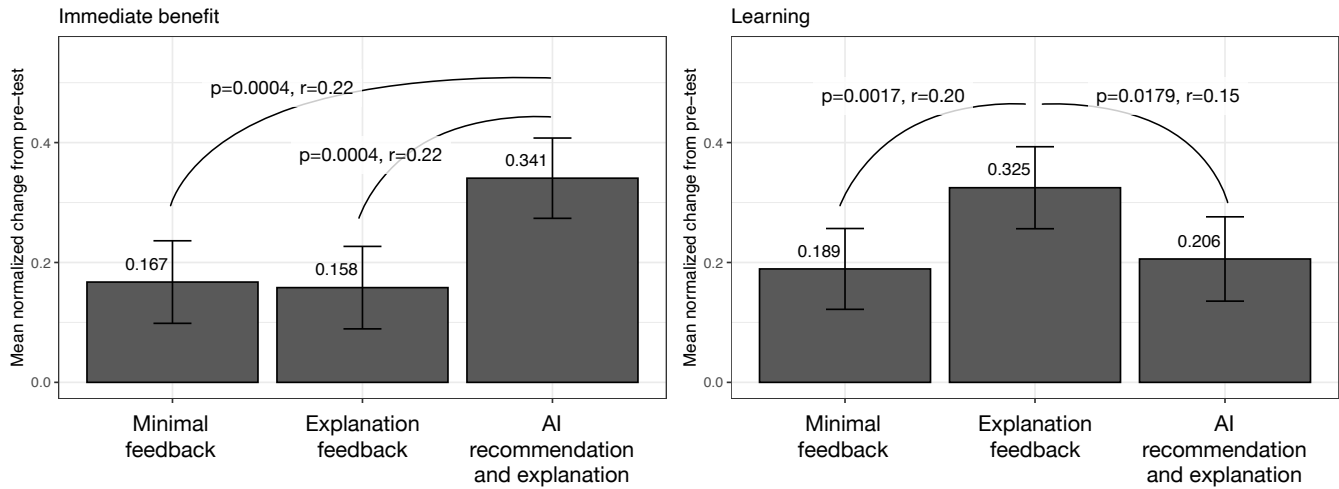 Immediate benefit
Mean normalized change from pre−test
0.4
0.2
0.0
p=0.0004, r=0.22
p=0.0004, r=0.22
0.167
0.158
0.341
Minimal
feedback
Explanation
feedback
AI
recommendation
and explanation
Learning
Mean normalized change from pre−test
0.4
0.2
0.0
p=0.0017, r=0.20
p=0.0179, r=0.15
0.189
0.325
0.206
Minimal
feedback
Explanation
feedback
AI
recommendation
and explanation